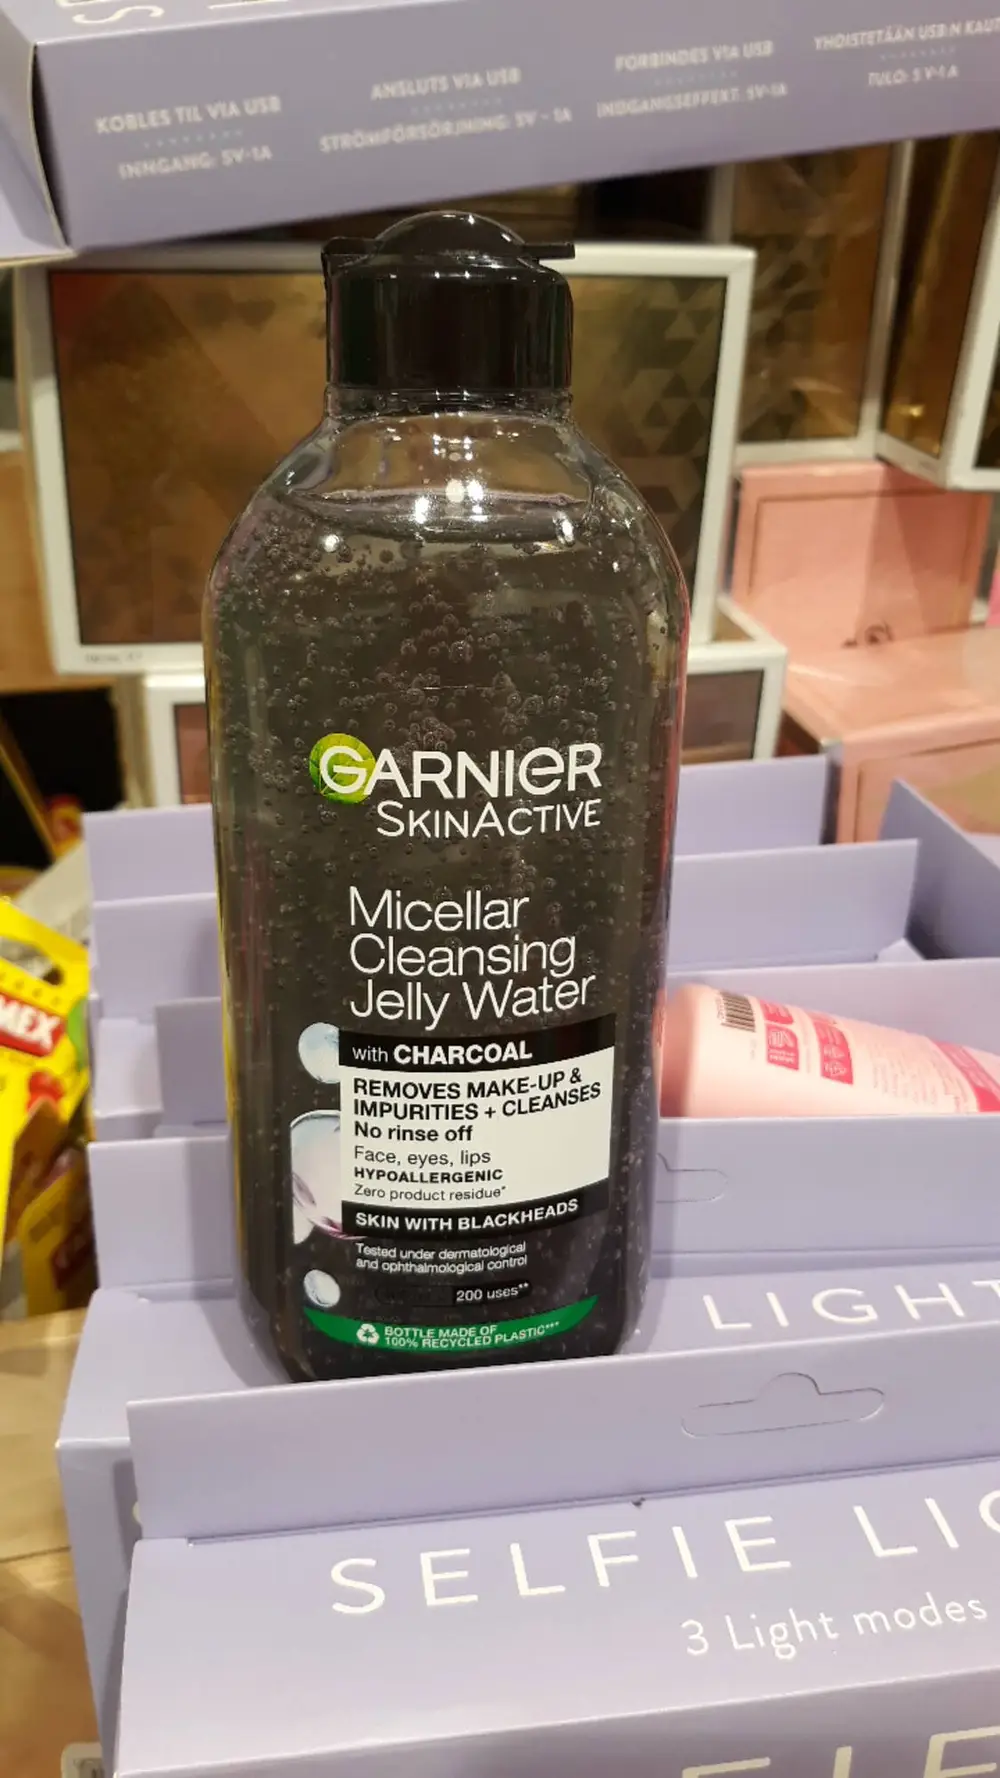 KOBLES TIL VIA USB
INNGANG: 5V-1A
ANSLUTS VIA USB
STRÖMFÖRSÖRJNING: 5V - 1A
FORBINDES VIA USB
INDGANGSEFFEKT: 5V-1A
YHDISTETÄÄN USB:N
TULO: 5 V-1 A
GARNIER
SKINACTIVE
Micellar
Cleansing
Jelly Water
with CHARCOAL
REMOVES MAKE-UP &
IMPURITIES + CLEANSES
No rinse off
Face, eyes, lips
HYPOALLERGENIC
Zero product residue*
SKIN WITH BLACKHEADS
Tested under dermatological
and ophthalmological control
200 uses**
BOTTLE MADE OF
100% RECYCLED PLASTIC***
LIGHT
SELFIE
3 Light modes